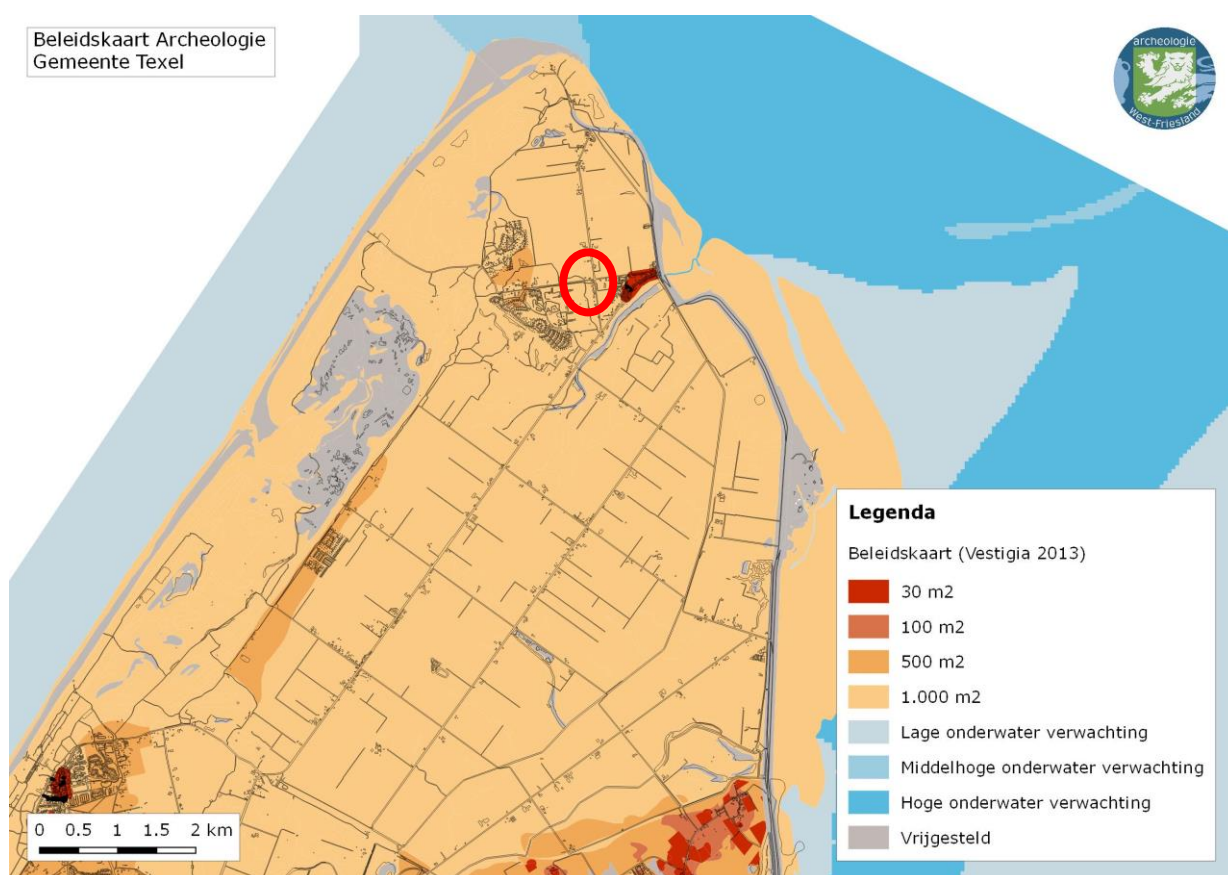 Beleidskaart Archeologie
Gemeente Texel
archeologie
West-Friesland
Legenda
Beleidskaart (Vestigia 2013)
30 m2
100 m2
500 m2
1.000 m2
Lage onderwater verwachting
Middelhoge onderwater verwachting
Hoge onderwater verwachting
Vrijgesteld
0 0.5 1 1.5 2 km